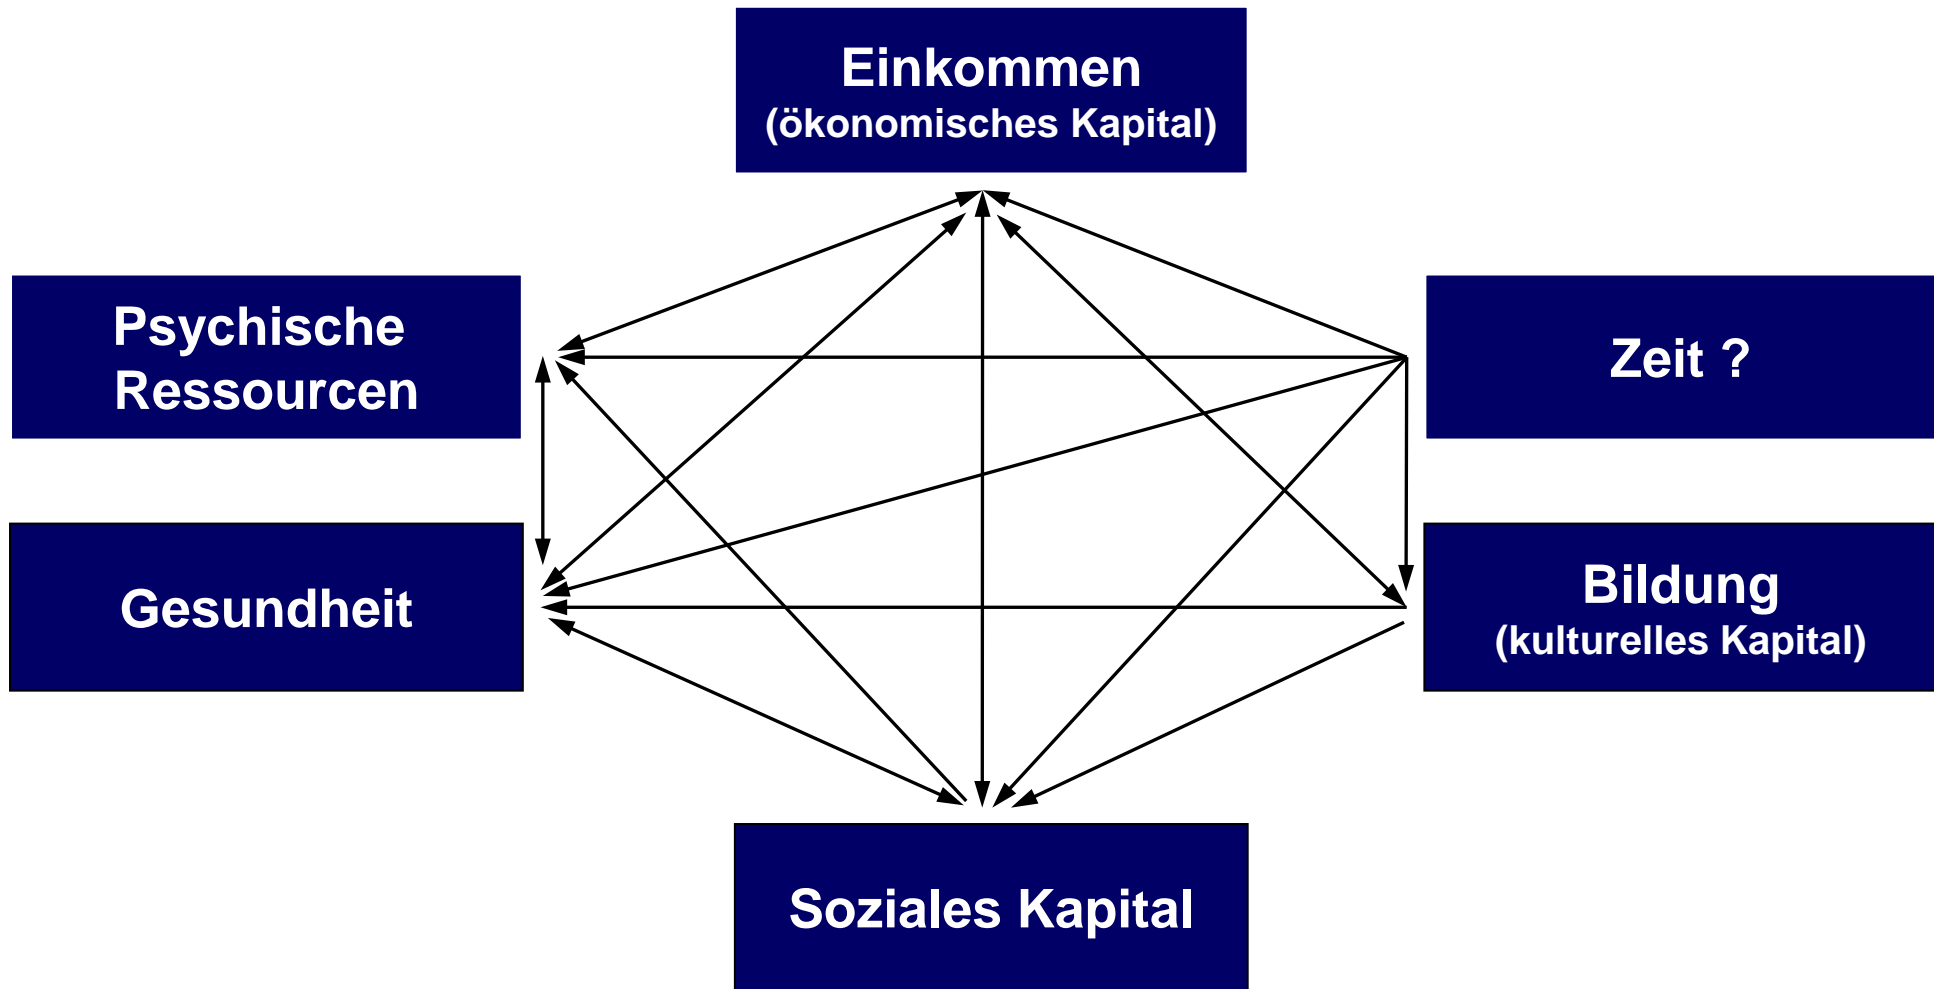 Einkommen
(ökonomisches Kapital)
Psychische
Ressourcen
Zeit ?
Gesundheit
Bildung
(kulturelles Kapital)
Soziales Kapital